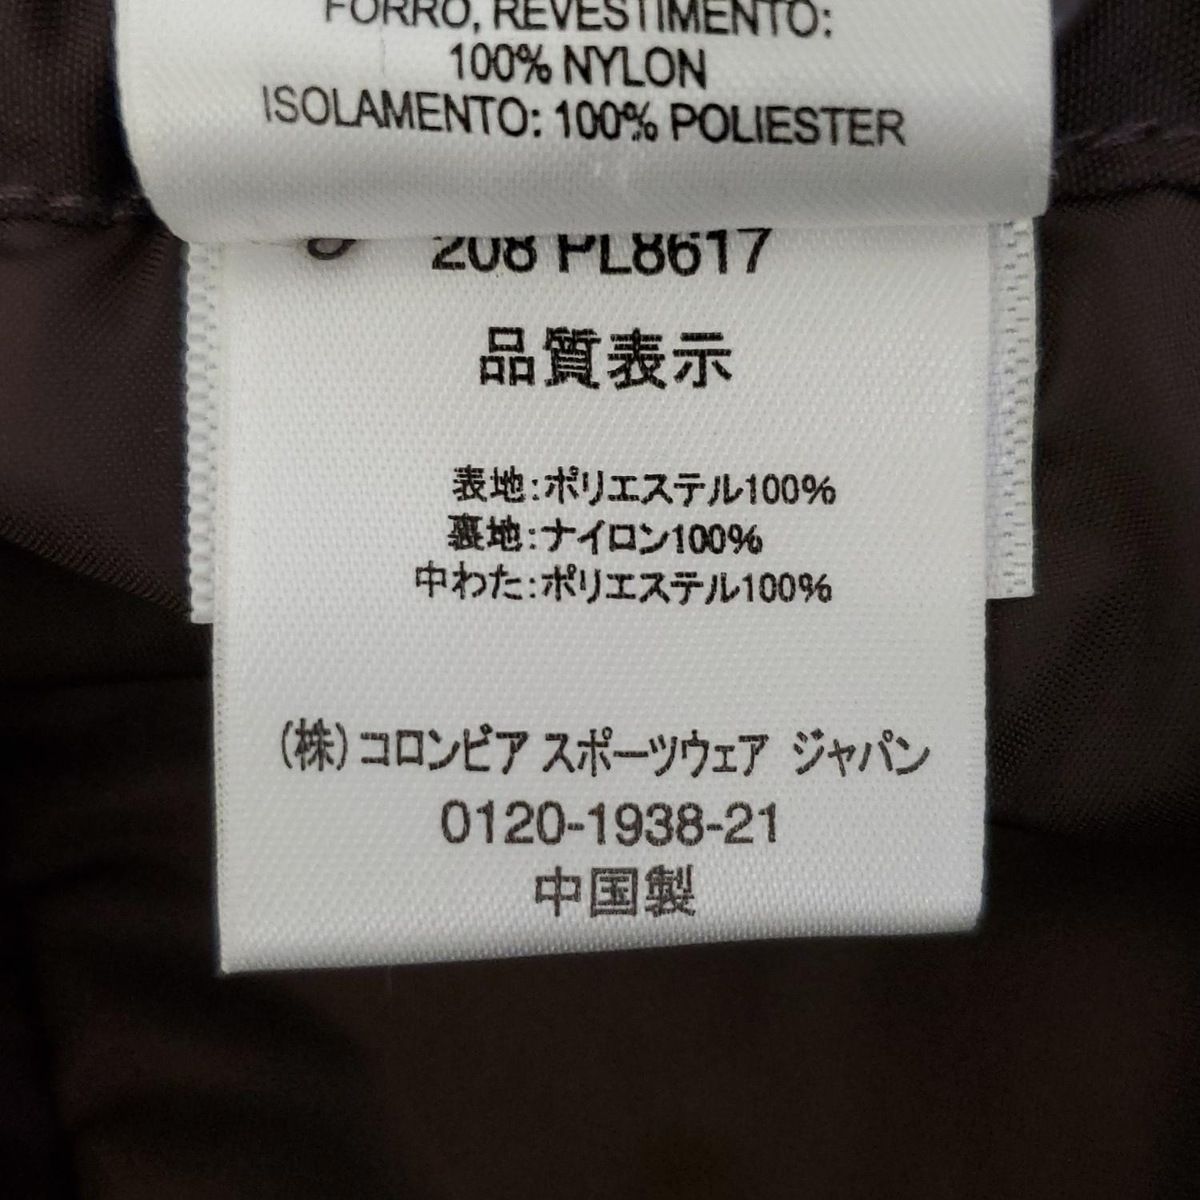 FORRO, REVESTIMENTO:
100% NYLON
ISOLAMENTO: 100% POLIESTER
208 PL8617
品質表示
表地:ポリエステル100%
裏地:ナイロン100%
中わた:ポリエステル100%
(株)コロンビア スポーツウェア ジャパン
0120-1938-21
中国製